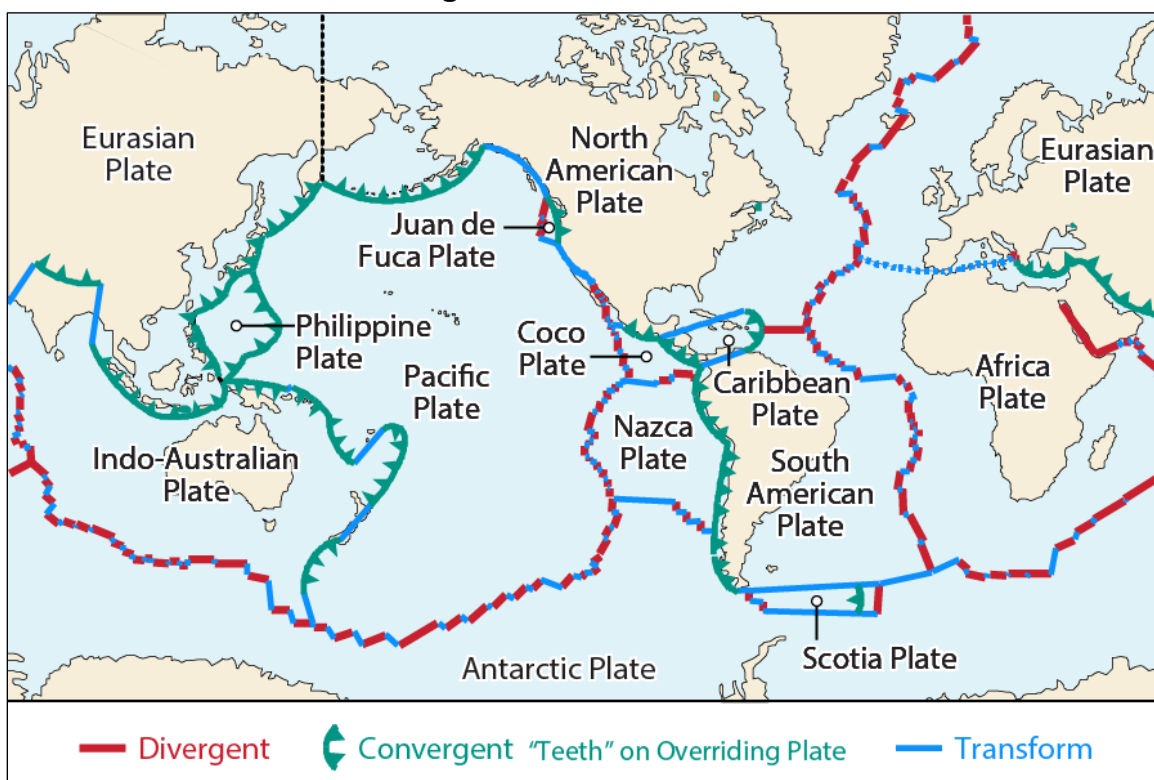 Eurasian
Plate
North
American
Plate
Eurasian
Plate
Juan de
Fuca Plate
Philippine
Plate
Coco
Plate
Pacific
Plate
Caribbean
Plate
Africa
Plate
Nazca
Plate
Indo-Australian
Plate
South
American
Plate
Antarctic Plate
Scotia Plate
Divergent
Convergent "Teeth" on Overriding Plate
Transform